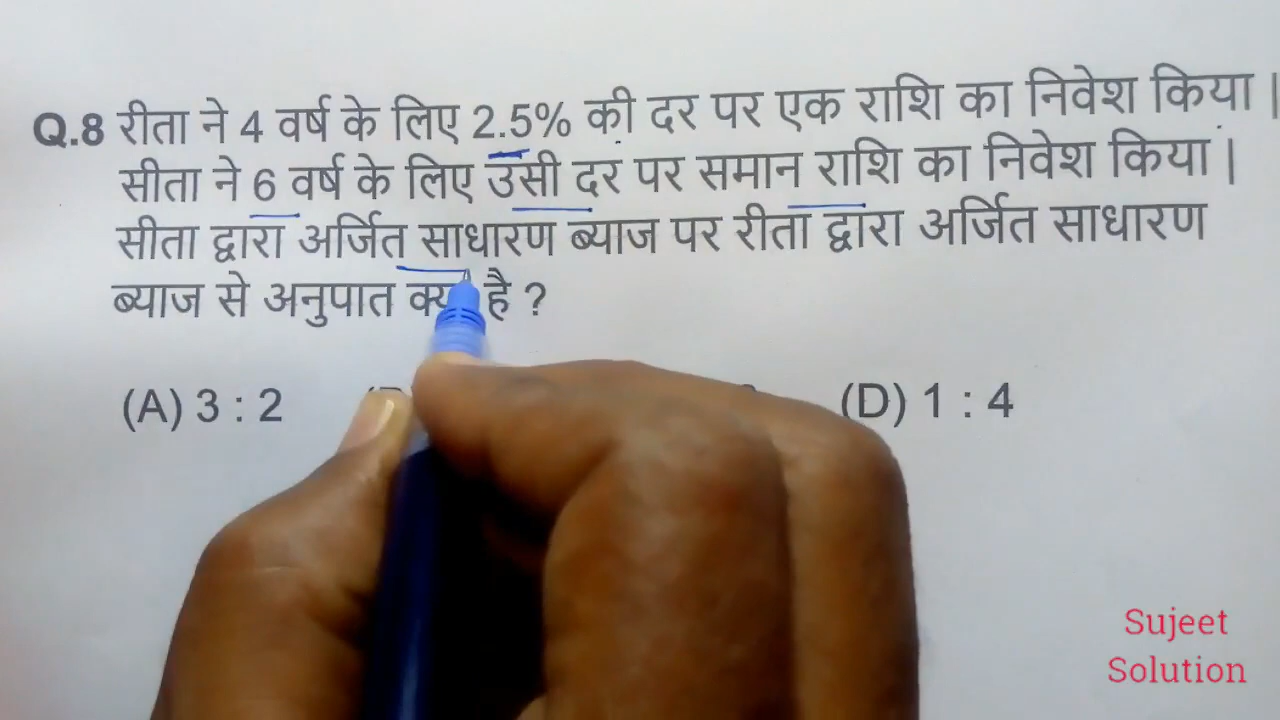 Q.8 रीता ने 4 वर्ष के लिए 2.5% की दर पर एक राशि का निवेश किया |
सीता ने 6 वर्ष के लिए उसी दर पर समान राशि का निवेश किया |
सीता द्वारा अर्जित साधारण ब्याज पर रीता द्वारा अर्जित साधारण
ब्याज से अनुपात है ?
(A) 3 : 2 (D) 1 : 4
Sujeet
Solution